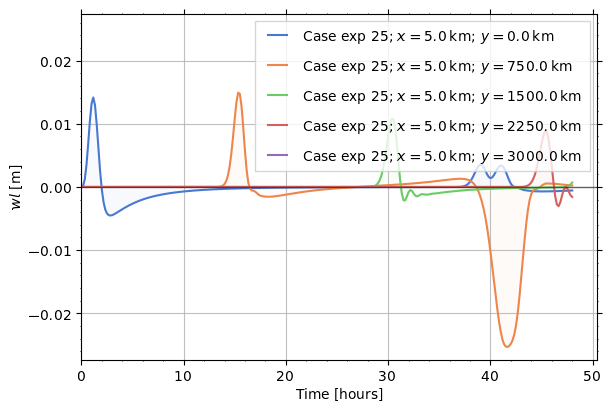 Case exp 25; x = 5.0 km; y = 0.0 km
Case exp 25; x = 5.0 km; y = 750.0 km
Case exp 25; x = 5.0 km; y = 1500.0 km
Case exp 25; x = 5.0 km; y = 2250.0 km
Case exp 25; x = 5.0 km; y = 3000.0 km
wl [m]
0.02
0.01
0.00
−0.01
−0.02
0 10 20 30 40 50
Time [hours]